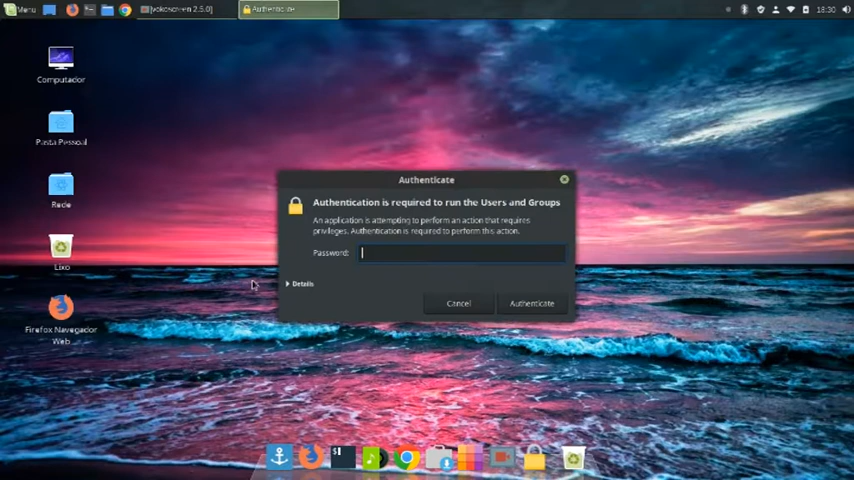 Menu
[vokoscreen 2.5.0]
Authenticate
18:30
Computador
Pasta Pessoal
Rede
Lixo
Firefox Navegador
Web
Authenticate
Authentication is required to run the Users and Groups
An application is attempting to perform an action that requires
privileges. Authentication is required to perform this action.
Password:
Details
Cancel
Authenticate
$